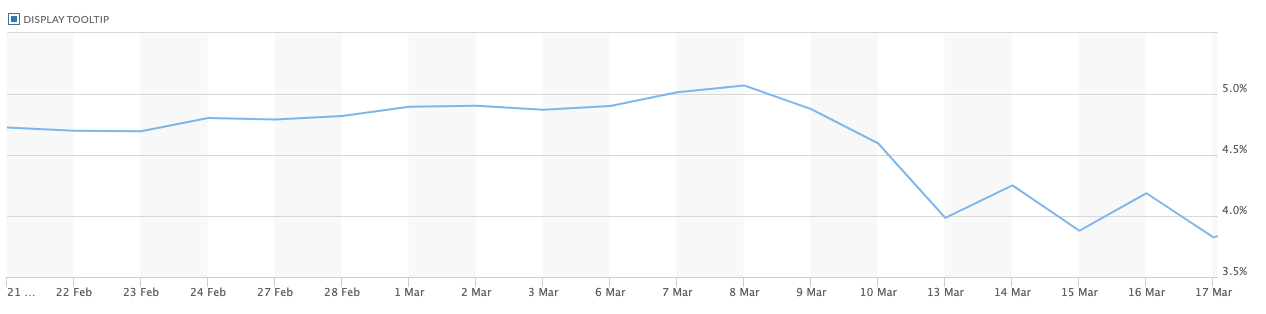 DISPLAY TOOLTIP
5.0%
4.5%
4.0%
3.5%
21 ... 22 Feb 23 Feb 24 Feb 27 Feb 28 Feb 1 Mar 2 Mar 3 Mar 6 Mar 7 Mar 8 Mar 9 Mar 10 Mar 13 Mar 14 Mar 15 Mar 16 Mar 17 Mar